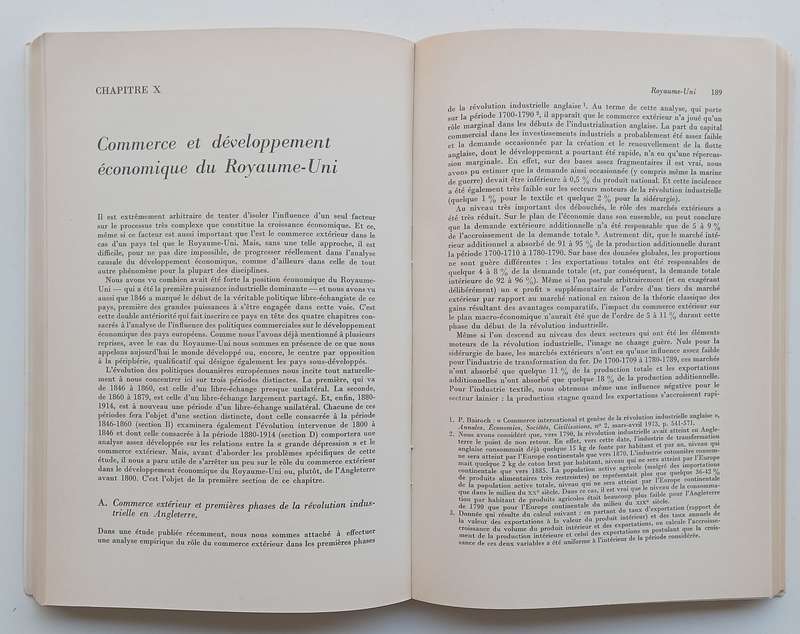 CHAPITRE X
Commerce et développement
économique du Royaume-Uni
Il est extrêmement arbitraire de tenter d'isoler l'influence d'un seul facteur
sur le processus très complexe que constitue la croissance économique. Et ce,
même si ce facteur est aussi important que l'est le commerce extérieur dans le
cas d'un pays tel que le Royaume-Uni. Mais, sans une telle approche, il est
difficile, pour ne pas dire impossible, de progresser réellement dans l'analyse
causale du développement économique, comme d'ailleurs dans celle de tout
autre phénomène pour la plupart des disciplines.
Nous avons vu combien avait été forte la position économique du Royaume-
Uni — qui a été la première puissance industrielle dominante — et nous avons vu
aussi que 1846 a marqué le début de la véritable politique libre-échangiste de ce
pays, première des grandes puissances à s'être engagée dans cette voie. C'est
cette double antériorité qui fait inscrire ce pays en tête des quatre chapitres con-
sacrés à l'analyse de l'influence des politiques commerciales sur le développement
économique des pays européens. Comme nous l'avons déjà mentionné à plusieurs
reprises, avec le cas du Royaume-Uni nous sommes en présence de ce que nous
appelons aujourd'hui le monde développé ou, encore, le centre par opposition
à la périphérie, qualificatif qui désigne également les pays sous-développés.
L'évolution des politiques douanières européennes nous incite tout naturelle-
ment à nous concentrer ici sur trois périodes distinctes. La première, qui va
de 1846 à 1860, est celle d'un libre-échange presque unilatéral. La seconde,
de 1860 à 1879, est celle d'un libre-échange largement partagé. Et, enfin, 1880-
1914, est à nouveau une période d'un libre-échange unilatéral. Chacune de ces
périodes fera l'objet d'une section distincte, dont celle consacrée à la période
1846-1860 (section B) examinera également l'évolution intervenue de 1800 à
1846 et dont celle consacrée à la période 1880-1914 (section D) comportera une
analyse assez développée sur les relations entre la « grande dépression » et le
commerce extérieur. Mais, avant d'aborder les problèmes spécifiques de cette
étude, il nous a paru utile de s'arrêter un peu sur le rôle du commerce extérieur
dans le développement économique du Royaume-Uni ou, plutôt, de l'Angleterre
avant 1800. C'est l'objet de la première section de ce chapitre.
A. Commerce extérieur et premières phases de la révolution indus-
trielle en Angleterre.
Dans une étude publiée récemment, nous nous sommes attaché à effectuer
une analyse empirique du rôle du commerce extérieur dans les premières phases
Royaume-Uni 189
de la révolution industrielle anglaise ¹. Au terme de cette analyse, qui porte
sur la période 1700-1790 ², il apparaît que le commerce extérieur n'a joué qu'un
rôle marginal dans les débuts de l'industrialisation anglaise. La part du capital
commercial dans les investissements industriels a probablement été assez faible
et la demande occasionnée par la création et le renouvellement de la flotte
anglaise, dont le développement a pourtant été rapide, n'a eu qu'une répercus-
sion marginale. En effet, sur des bases assez fragmentaires il est vrai, nous
avons pu estimer que la demande ainsi occasionnée (y compris même la marine
de guerre) devait être inférieure à 0,5 % du produit national. Et cette incidence
a été également très faible sur les secteurs moteurs de la révolution industrielle
(quelque 1 % pour le textile et quelque 2 % pour la sidérurgie).
Au niveau très important des débouchés, le rôle des marchés extérieurs a
été très réduit. Sur le plan de l'économie dans son ensemble, on peut conclure
que la demande extérieure additionnelle n'a été responsable que de 5 à 9 %
de l'accroissement de la demande totale ³. Autrement dit, que le marché inté-
rieur additionnel a absorbé de 91 à 95 % de la production additionnelle durant
la période 1700-1710 à 1780-1790. Sur base des données globales, les proportions
ne sont guère différentes : les exportations totales ont été responsables de
quelque 4 à 8 % de la demande totale (et, par conséquent, la demande totale
intérieure de 92 à 96 %). Même si l'on postule arbitrairement (et en exagérant
délibérément) un « profit » supplémentaire de l'ordre d'un tiers du marché
extérieur par rapport au marché national en raison de la théorie classique des
gains résultant des avantages comparatifs, l'impact du commerce extérieur sur
le plan macro-économique n'aurait été que de l'ordre de 5 à 11 % durant cette
phase du début de la révolution industrielle.
Même si l'on descend au niveau des deux secteurs qui ont été les éléments
moteurs de la révolution industrielle, l'image ne change guère. Nuls pour la
sidérurgie de base, les marchés extérieurs n'ont eu qu'une influence assez faible
pour l'industrie de transformation du fer. De 1700-1709 à 1780-1789, ces marchés
n'ont absorbé que quelque 11 % de la production totale et les exportations
additionnelles n'ont absorbé que quelque 18 % de la production additionnelle.
Pour l'industrie textile, nous obtenons même une influence négative pour le
secteur lainier : la production stagne quand les exportations s'accroissent rapi-
1. P. Bairoch : « Commerce international et genèse de la révolution industrielle anglaise »,
Annales, Economies, Sociétés, Civilisations, nº 2, mars-avril 1973, p. 541-571.
2. Nous avons considéré que, vers 1790, la révolution industrielle avait atteint en Angle-
terre le point de non retour. En effet, vers cette date, l'industrie de transformation
anglaise consommait déjà quelque 15 kg de fonte par habitant et par an, niveau qui
ne sera atteint par l'Europe continentale que vers 1870. L'industrie cotonnière consom-
mait quelque 2 kg de coton brut par habitant, niveau qui ne sera atteint par l'Europe
continentale que vers 1885. La population active agricole (malgré des importations
de produits alimentaires très restreintes) ne représentait plus que quelque 36-42 %
de la population active totale, niveau qui ne sera atteint par l'Europe continentale
que dans le milieu du XXᵉ siècle. Dans ce cas, il est vrai que le niveau de la consomma-
tion par habitant de produits agricoles était beaucoup plus faible pour l'Angleterre
de 1790 que pour l'Europe continentale du milieu du XIXᵉ siècle.
3. Donnée qui résulte du calcul suivant : en partant du taux d'exportation (rapport de
la valeur des exportations à la valeur du produit intérieur) et des taux annuels de
croissance du volume du produit intérieur et des exportations, on calcule l'accroisse-
ment de la production intérieure et celui des exportations en postulant que la crois-
sance de ces deux variables a été uniforme à l'intérieur de la période considérée.